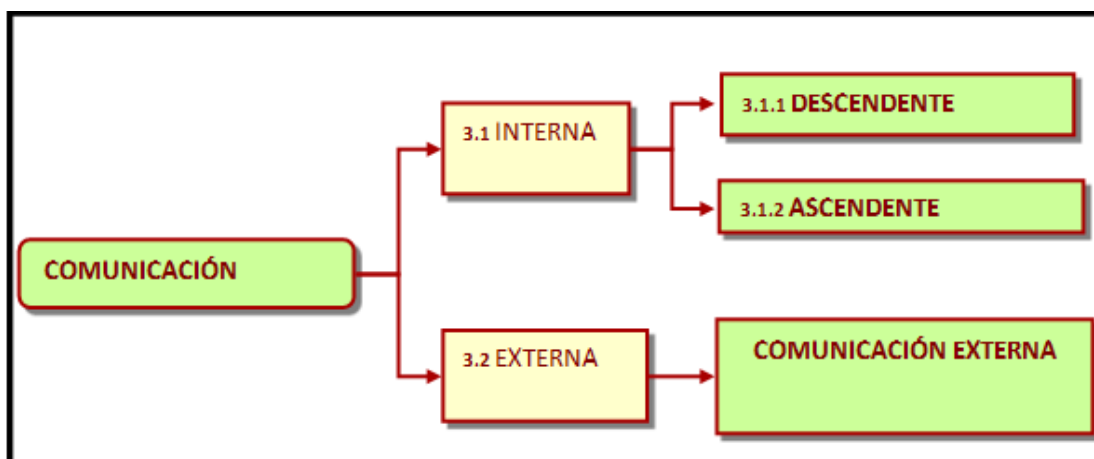 COMUNICACIÓN
3.1 INTERNA
3.1.1 DESCENDENTE
3.1.2 ASCENDENTE
3.2 EXTERNA
COMUNICACIÓN EXTERNA